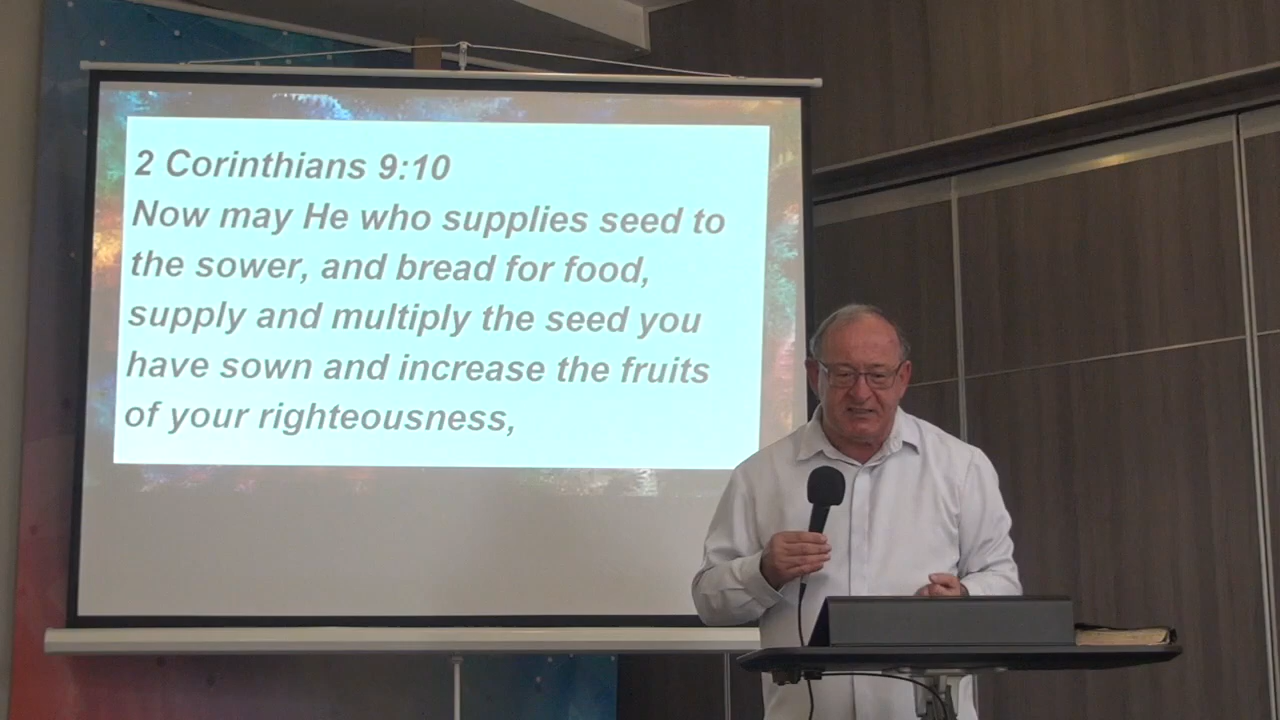 2 Corinthians 9:10
Now may He who supplies seed to
the sower, and bread for food,
supply and multiply the seed you
have sown and increase the fruits
of your righteousness,